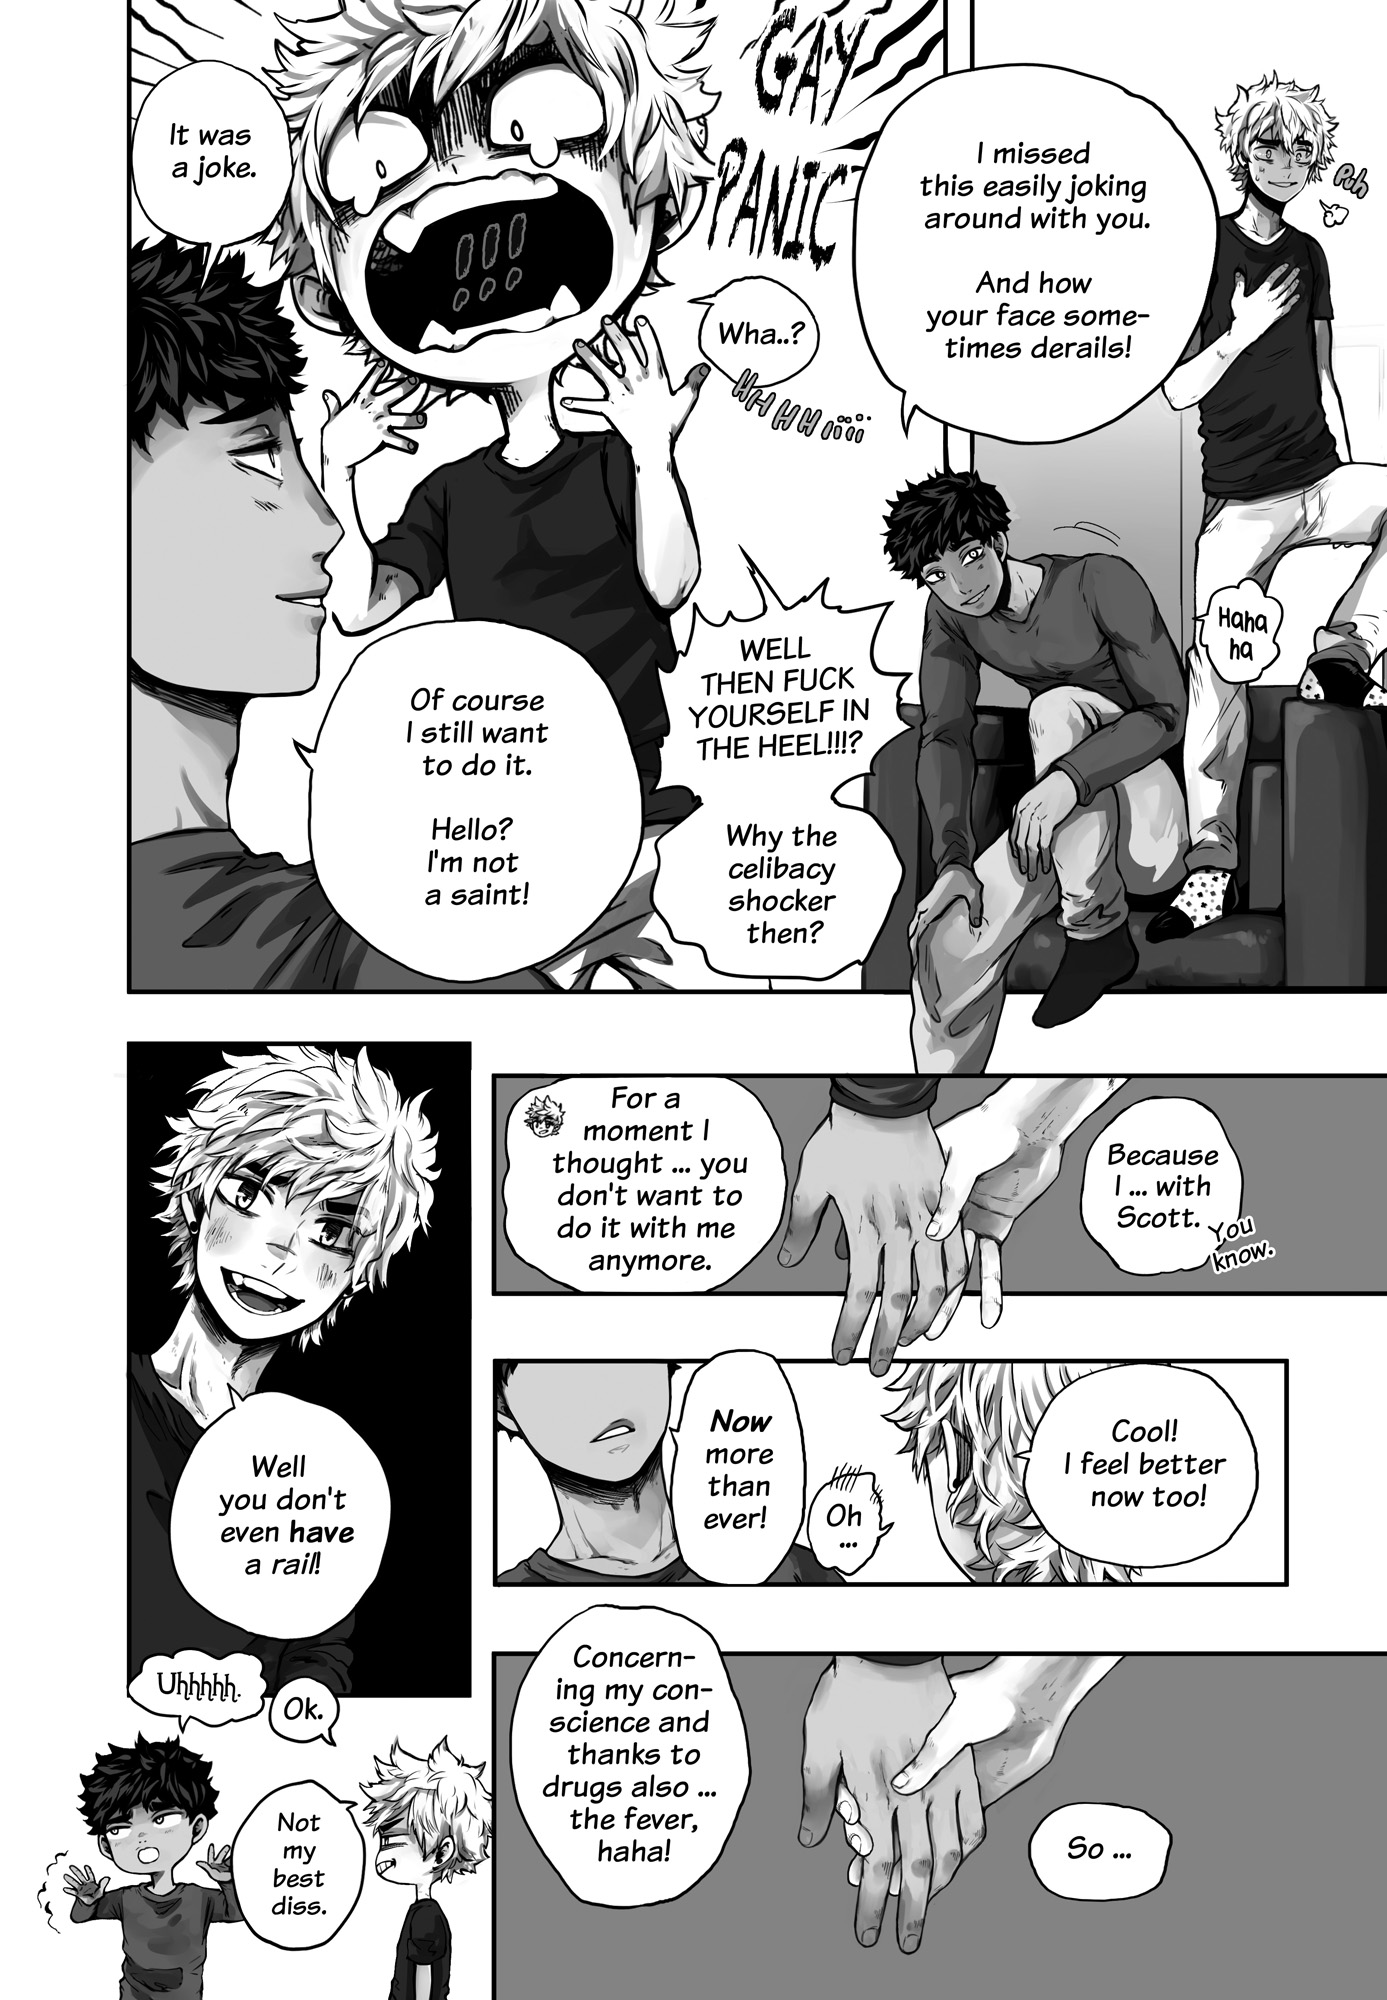 It was
a joke.
GAY
PANIC
Wha..?
HHHHiiiii
Of course
I still want
to do it.
Hello?
I'm not
a saint!
WELL
THEN FUCK
YOURSELF IN
THE HEEL!!!?
Why the
celibacy
shocker
then?
I missed
this easily joking
around with you.
And how
your face some-
times derails!
Puh
Haha
ha
Well
you don't
even have
a rail!
Uhhhhh.
Ok.
Not
my
best
diss.
For a
moment I
thought ... you
don't want to
do it with me
anymore.
Because
I ... with
Scott.
You
know.
Now
more
than
ever!
Oh
...
Cool!
I feel better
now too!
Concern-
ing my con-
science and
thanks to
drugs also ...
the fever,
haha!
So ...